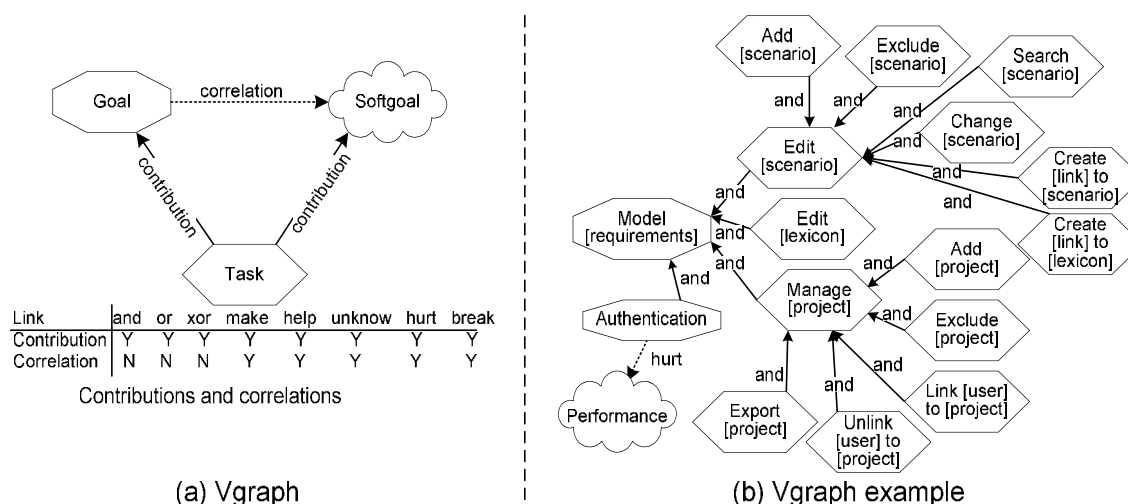 Goal
correlation
Softgoal
contribution
contribution
Task
Link and or xor make help unknow hurt break
Contribution Y Y Y Y Y Y Y Y
Correlation N N N Y Y Y Y Y
Contributions and correlations
(a) Vgraph
Add
[scenario]
Exclude
[scenario]
Search
[scenario]
and
and
and
Change
[scenario]
and
Edit
[scenario]
and
Create
[link] to
[scenario]
and
Create
[link] to
[lexicon]
and
Model
[requirements]
and
Edit
[lexicon]
and
and
Authentication
hurt
Performance
Manage
[project]
and
Add
[project]
and
Exclude
[project]
and
Link [user]
to [project]
and
Unlink
[user] to
[project]
and
Export
[project]
(b) Vgraph example